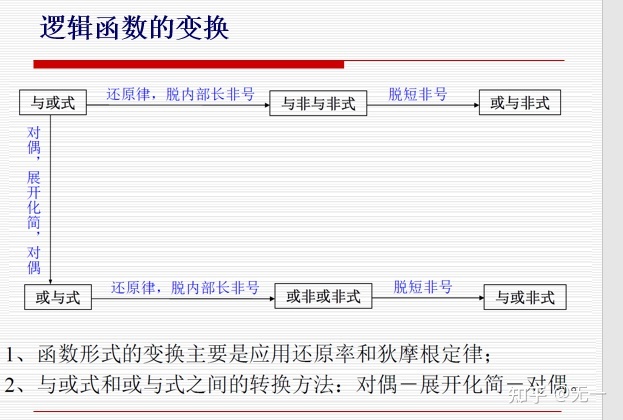 逻辑函数的变换
与或式
还原律，脱内部长非号
与非与非式
脱短非号
或与非式
对偶，展开化简，对偶
或与式
还原律，脱内部长非号
或非或非式
脱短非号
与或非式
1、函数形式的变换主要是应用还原率和狄摩根定律；
2、与或式和或与式之间的转换方法：对偶－展开化简－对偶。
知乎 @无一